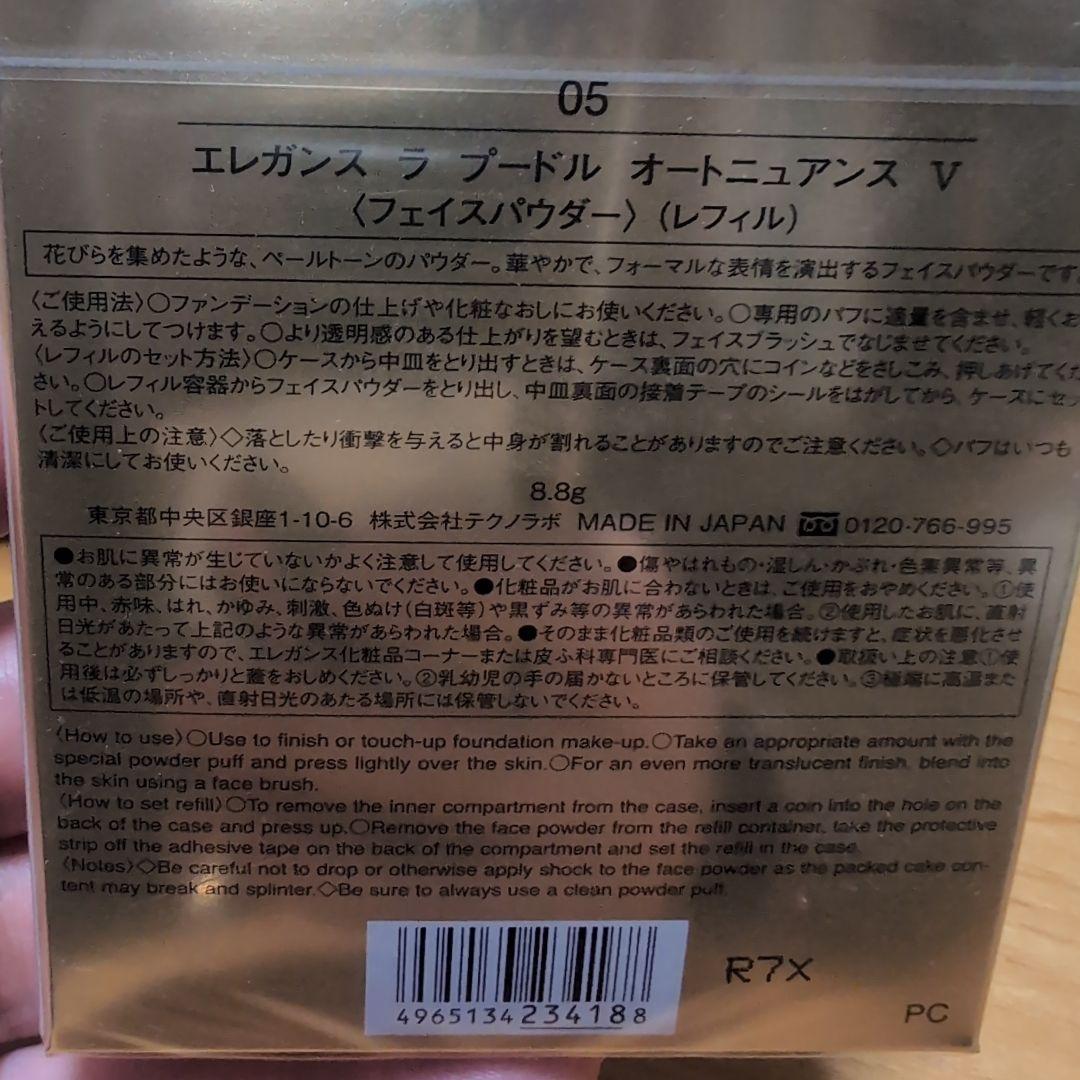 05
エレガンス ラ プードル オートニュアンス V
〈フェイスパウダー〉(レフィル)
花びらを集めたような、ペールトーンのパウダー。華やかで、フォーマルな表情を演出するフェイスパウダーです。
〈ご使用法〉○ファンデーションの仕上げや化粧なおしにお使いください。○専用のパフに適量を含ませ、軽くお
えるようにしてつけます。○より透明感のある仕上がりを望むときは、フェイスブラッシュでなじませてください。
〈レフィルのセット方法〉○ケースから中皿をとり出すときは、ケース裏面の穴にコインなどをさしこみ、押しあげてくだ
さい。○レフィル容器からフェイスパウダーをとり出し、中皿裏面の接着テープのシールをはがしてから、ケースにセッ
トしてください。
〈ご使用上の注意〉◇落としたり衝撃を与えると中身が割れることがありますのでご注意ください。◇パフはいつも
清潔にしてお使いください。
8.8g
東京都中央区銀座1-10-6 株式会社テクノラボ MADE IN JAPAN 0120-766-995
●お肌に異常が生じていないかよく注意して使用してください。●傷やはれもの・湿しん・かぶれ・色素異常等、異
常のある部分にはお使いにならないでください。●化粧品がお肌に合わないときは、ご使用をおやめください。①使
用中、赤味、はれ、かゆみ、刺激、色ぬけ(白斑等)や黒ずみ等の異常があらわれた場合。②使用したお肌に、直射
日光があたって上記のような異常があらわれた場合。●そのまま化粧品類のご使用を続けますと、症状を悪化させ
ることがありますので、エレガンス化粧品コーナーまたは皮ふ科専門医にご相談ください。●取扱い上の注意①使
用後は必ずしっかりと蓋をおしめください。②乳幼児の手の届かないところに保管してください。③極端に高温また
は低温の場所や、直射日光のあたる場所には保管しないでください。
〈How to use〉○Use to finish or touch-up foundation make-up.○Take an appropriate amount with the
special powder puff and press lightly over the skin.○For an even more translucent finish, blend into
the skin using a face brush.
〈How to set refill〉○To remove the inner compartment from the case, insert a coin into the hole on the
back of the case and press up.○Remove the face powder from the refill container, take the protective
strip off the adhesive tape on the back of the compartment and set the refill in the case.
〈Notes〉◇Be careful not to drop or otherwise apply shock to the face powder as the packed cake con-
tent may break and splinter.◇Be sure to always use a clean powder puff.
4965134234188
R7X
PC